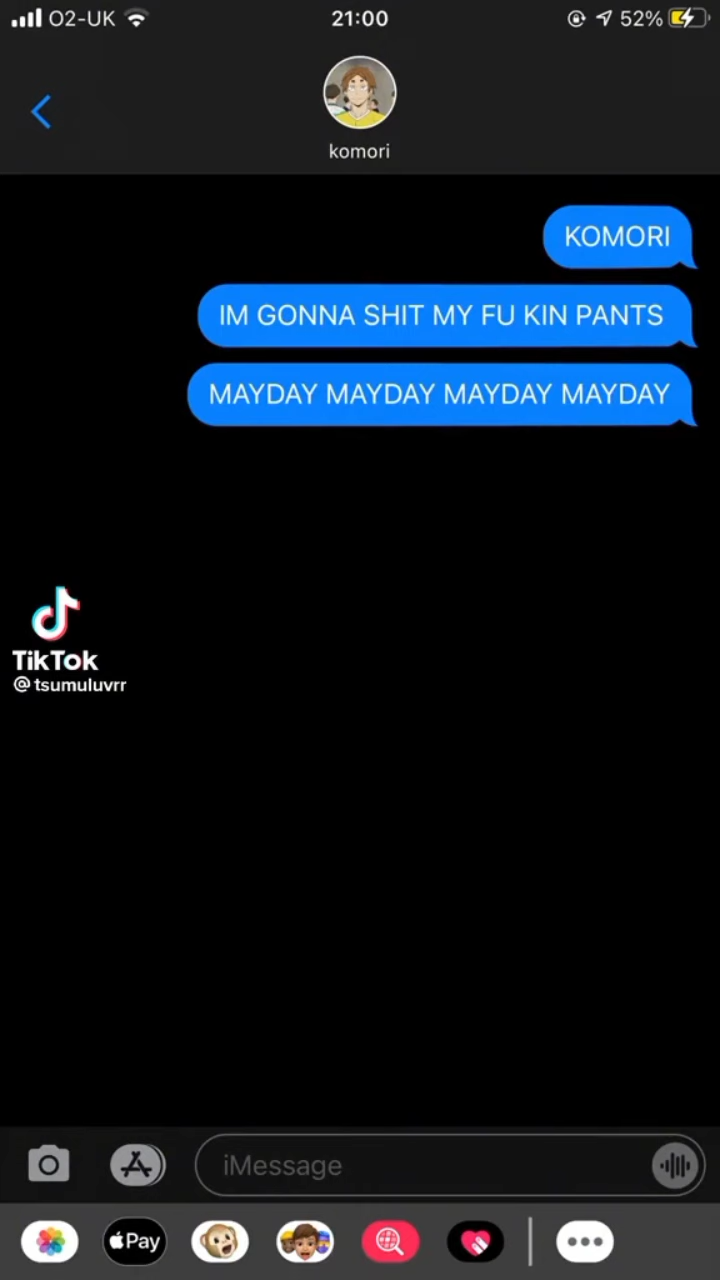 O2-UK 21:00 52%
komori
KOMORI
IM GONNA SHIT MY FU KIN PANTS
MAYDAY MAYDAY MAYDAY MAYDAY
TikTok
@tsumuluvrr
iMessage
Pay